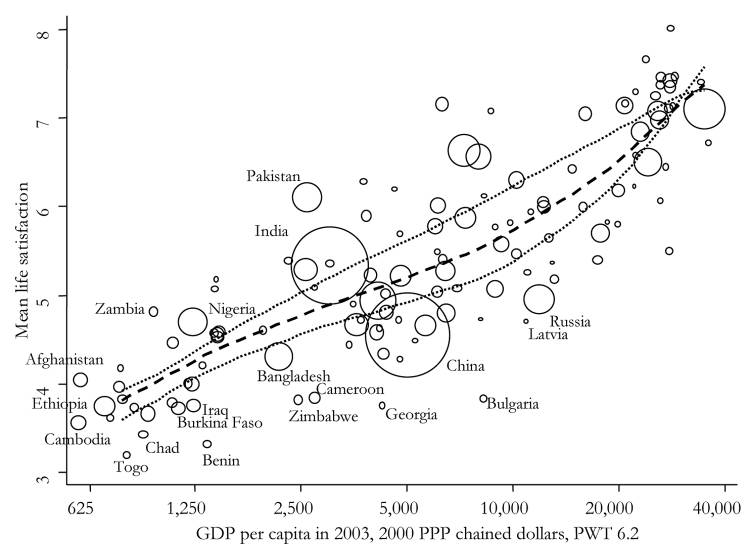 Mean life satisfaction
8
7
6
5
4
3
Pakistan
India
Zambia
Nigeria
Russia
Latvia
Afghanistan
China
Bangladesh
Cameroon
Ethiopia
Iraq
Zimbabwe
Georgia
Bulgaria
Burkina Faso
Cambodia
Chad
Togo
Benin
625
1,250
2,500
5,000
10,000
20,000
40,000
GDP per capita in 2003, 2000 PPP chained dollars, PWT 6.2